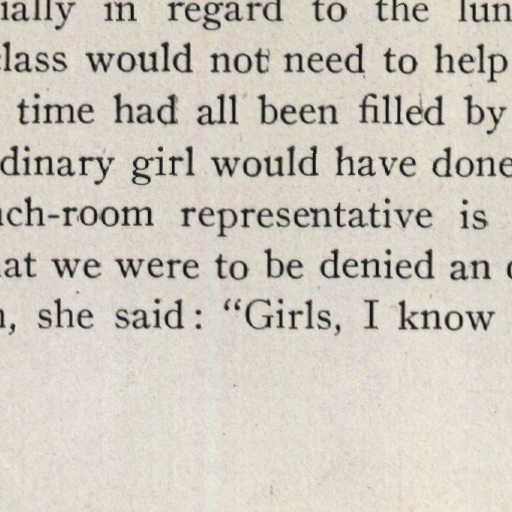 ially in regard to the lun
class would not need to help
time had all been filled by
dinary girl would have done
ch-room representative is
at we were to be denied an
, she said: “Girls, I know